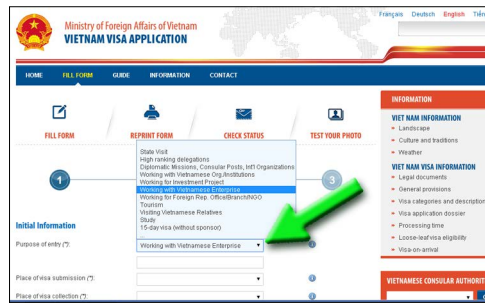 Français Deutsch English Tiến
Ministry of Foreign Affairs of Vietnam
VIETNAM VISA APPLICATION
HOME FILL FORM GUIDE INFORMATION CONTACT
FILL FORM
REPRINT FORM
CHECK STATUS
TEST YOUR PHOTO
1
3
State Visit
High ranking delegations
Diplomatic Missions, Consular Posts, Int'l Organizations
Working with Vietnamese Org./Institutions
Working for Investment Project
Working with Vietnamese Enterprise
Working for Foreign Rep. Office/Branch/NGO
Tourism
Visiting Vietnamese Relatives
Study
15-day visa (without sponsor)
...
Initial Information
Purpose of entry (*):
Working with Vietnamese Enterprise
Place of visa submission (*):
Place of visa collection (*):
INFORMATION
VIET NAM INFORMATION
Landscape
Culture and traditions
Weather
VIET NAM VISA INFORMATION
Legal documents
General provisions
Visa categories and description
Visa application dossier
Processing time
Loose-leaf visa eligibility
Visa-on-arrival
VIETNAMESE CONSULAR AUTHORIT